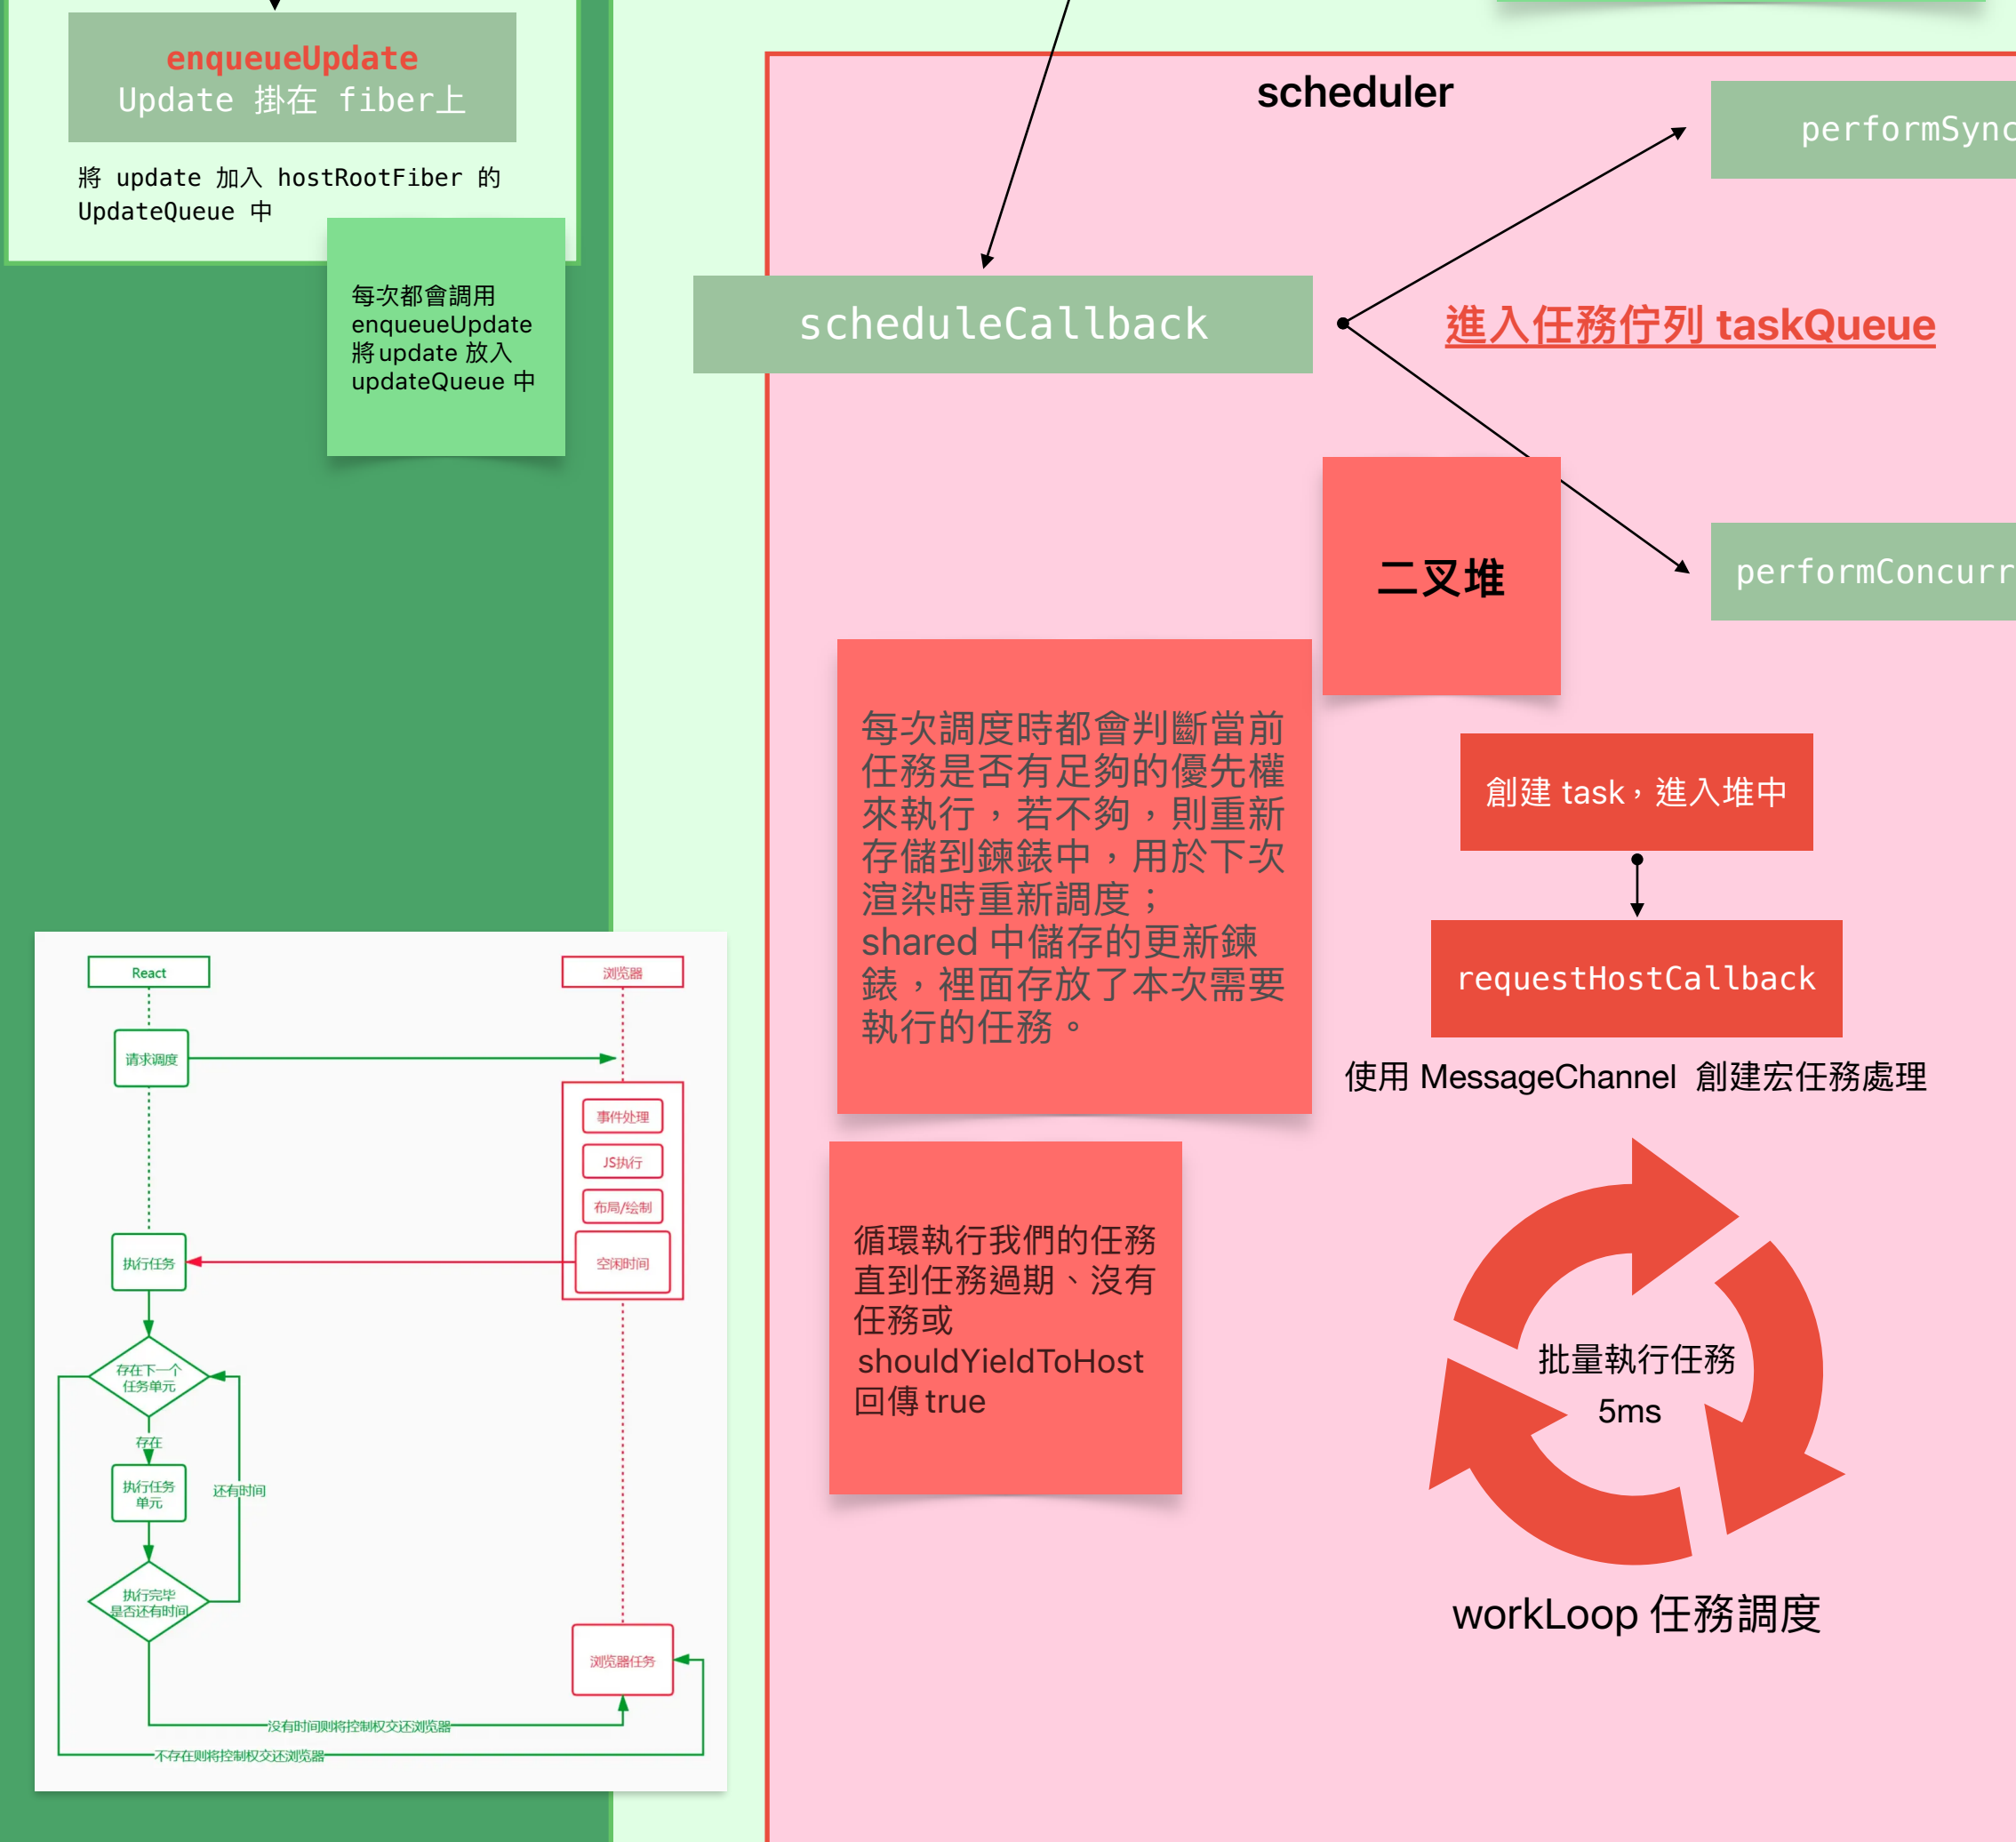 enqueueUpdate
Update 掛在 fiber上
將 update 加入 hostRootFiber 的
UpdateQueue 中
每次都會調用
enqueueUpdate
將 update 放入
updateQueue 中
scheduler
performSync
scheduleCallback
進入任務佇列 taskQueue
performConcurr
二叉堆
每次調度時都會判斷當前
任務是否有足夠的優先權
來執行，若不夠，則重新
存儲到鍊錶中，用於下次
渲染時重新調度；
shared 中儲存的更新鍊
錶，裡面存放了本次需要
執行的任務。
創建 task，進入堆中
requestHostCallback
使用 MessageChannel 創建宏任務處理
循環執行我們的任務
直到任務過期、沒有
任務或
shouldYieldToHost
回傳 true
批量執行任務
5ms
workLoop 任務調度
React
浏览器
请求调度
事件处理
JS执行
布局/绘制
空闲时间
执行任务
存在下一个
任务单元
存在
执行任务
单元
还有时间
执行完毕
是否还有时间
浏览器任务
没有时间则将控制权交还浏览器
不存在则将控制权交还浏览器